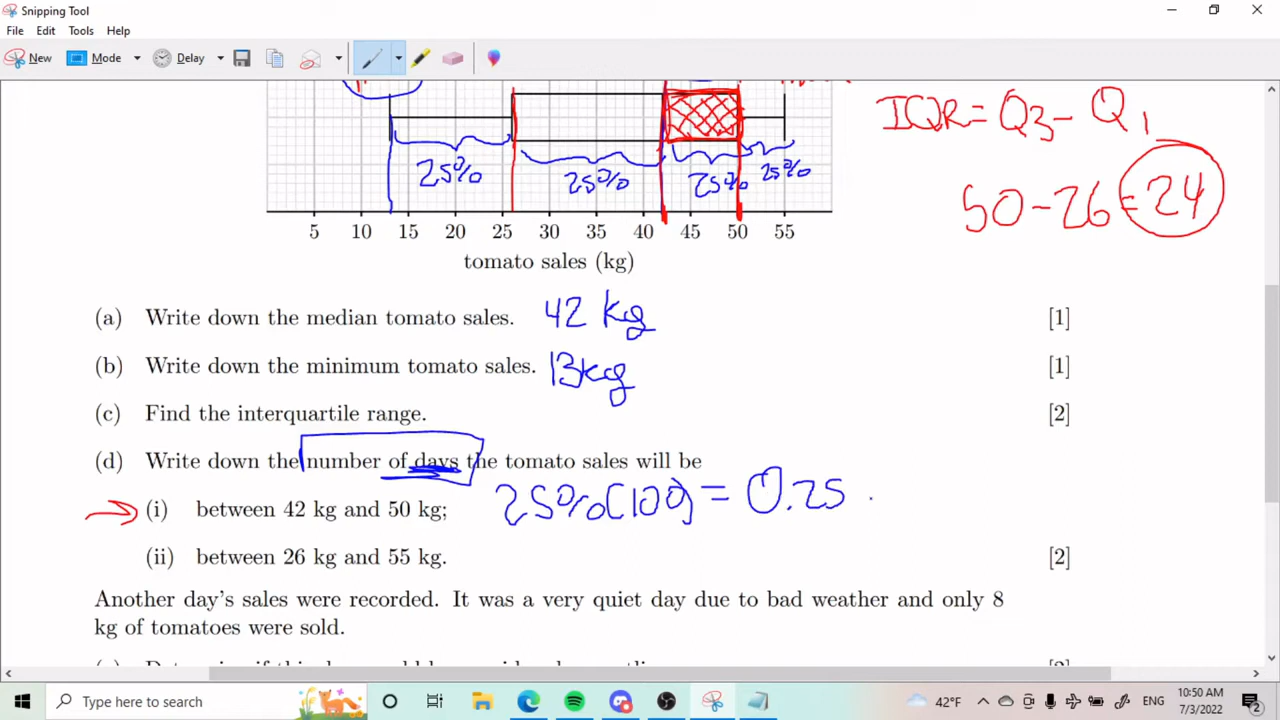 Snipping Tool
File Edit Tools Help
New Mode Delay
IQR = Q3 - Q1
25% 25% 25% 25%
50 - 26 = 24
5 10 15 20 25 30 35 40 45 50 55
tomato sales (kg)
(a) Write down the median tomato sales. 42 kg [1]
(b) Write down the minimum tomato sales. 13kg [1]
(c) Find the interquartile range. [2]
(d) Write down the number of days the tomato sales will be
(i) between 42 kg and 50 kg; 25%(100) = 0.25 .
(ii) between 26 kg and 55 kg. [2]
Another day's sales were recorded. It was a very quiet day due to bad weather and only 8
kg of tomatoes were sold.
Type here to search 42°F ENG 10:50 AM
7/3/2022 2